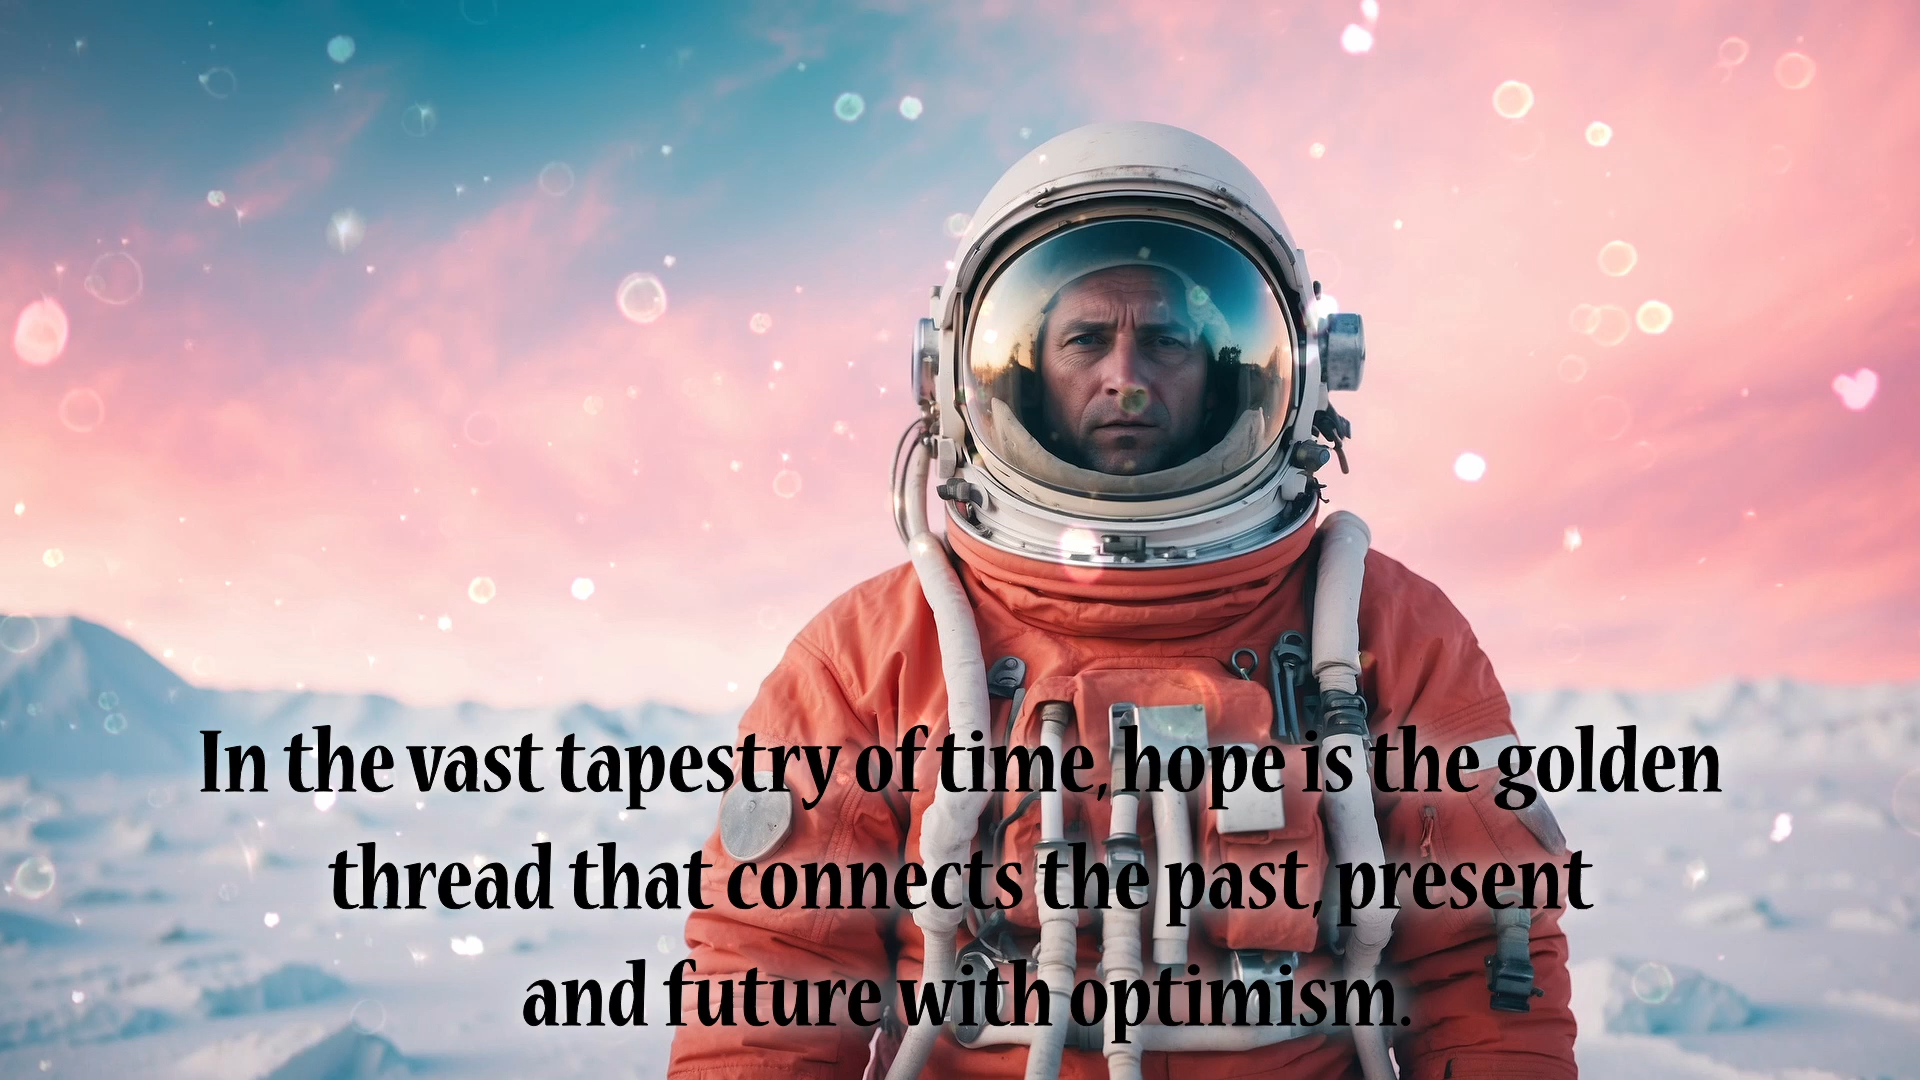 In the vast tapestry of time, hope is the golden
thread that connects the past, present
and future with optimism.